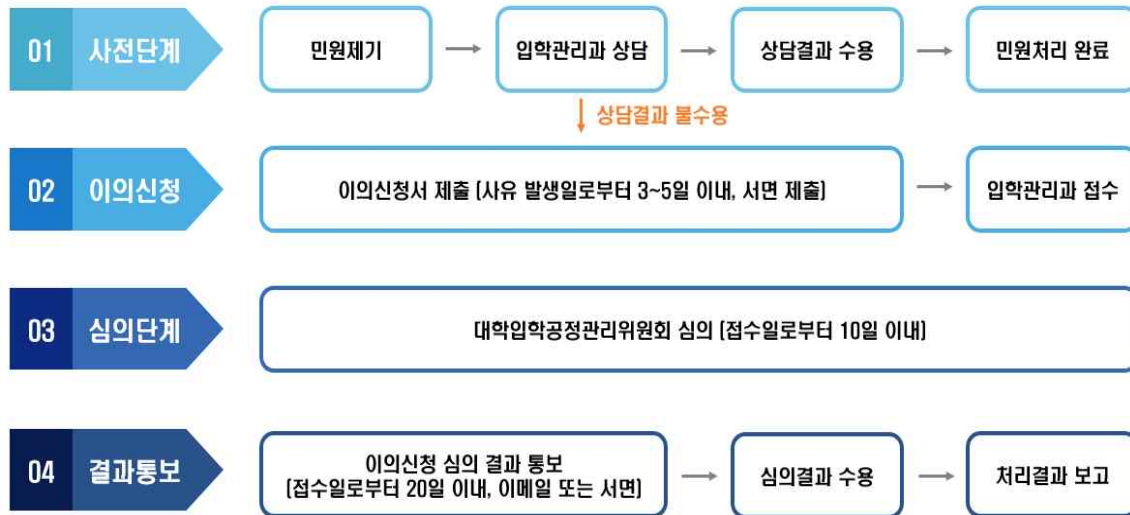 01 사전단계
민원제기 → 입학관리과 상담 → 상담결과 수용 → 민원처리 완료
↓ 상담결과 불수용
02 이의신청
이의신청서 제출 (사유 발생일로부터 3~5일 이내, 서면 제출) → 입학관리과 접수
03 심의단계
대학입학공정관리위원회 심의 (접수일로부터 10일 이내)
04 결과통보
이의신청 심의 결과 통보
(접수일로부터 20일 이내, 이메일 또는 서면) → 심의결과 수용 → 처리결과 보고